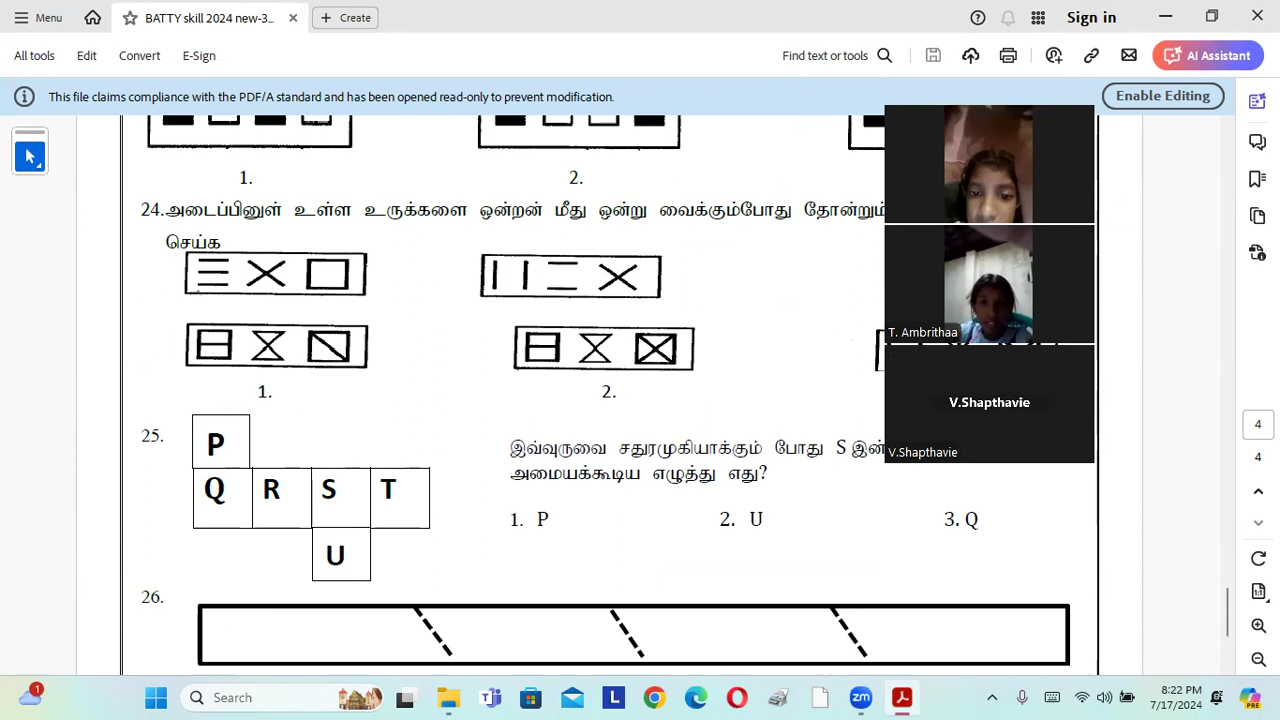 Menu
BATTY skill 2024 new-3...
Create
Sign in
All tools
Edit
Convert
E-Sign
Find text or tools
AI Assistant
This file claims compliance with the PDF/A standard and has been opened read-only to prevent modification.
Enable Editing
1.
2.
24.அடைப்பினுள் உள்ள உருக்களை ஒன்றன் மீது ஒன்று வைக்கும்போது தோன்றும்
செய்க
1.
2.
25.
P
Q R S T
U
இவ்வுருவை சதுரமுகியாக்கும் போது S இன்
அமையக்கூடிய எழுத்து எது?
1. P
2. U
3. Q
26.
T. Ambrithaa
V.Shapthavie
V.Shapthavie
4
4
1
Search
8:22 PM
7/17/2024